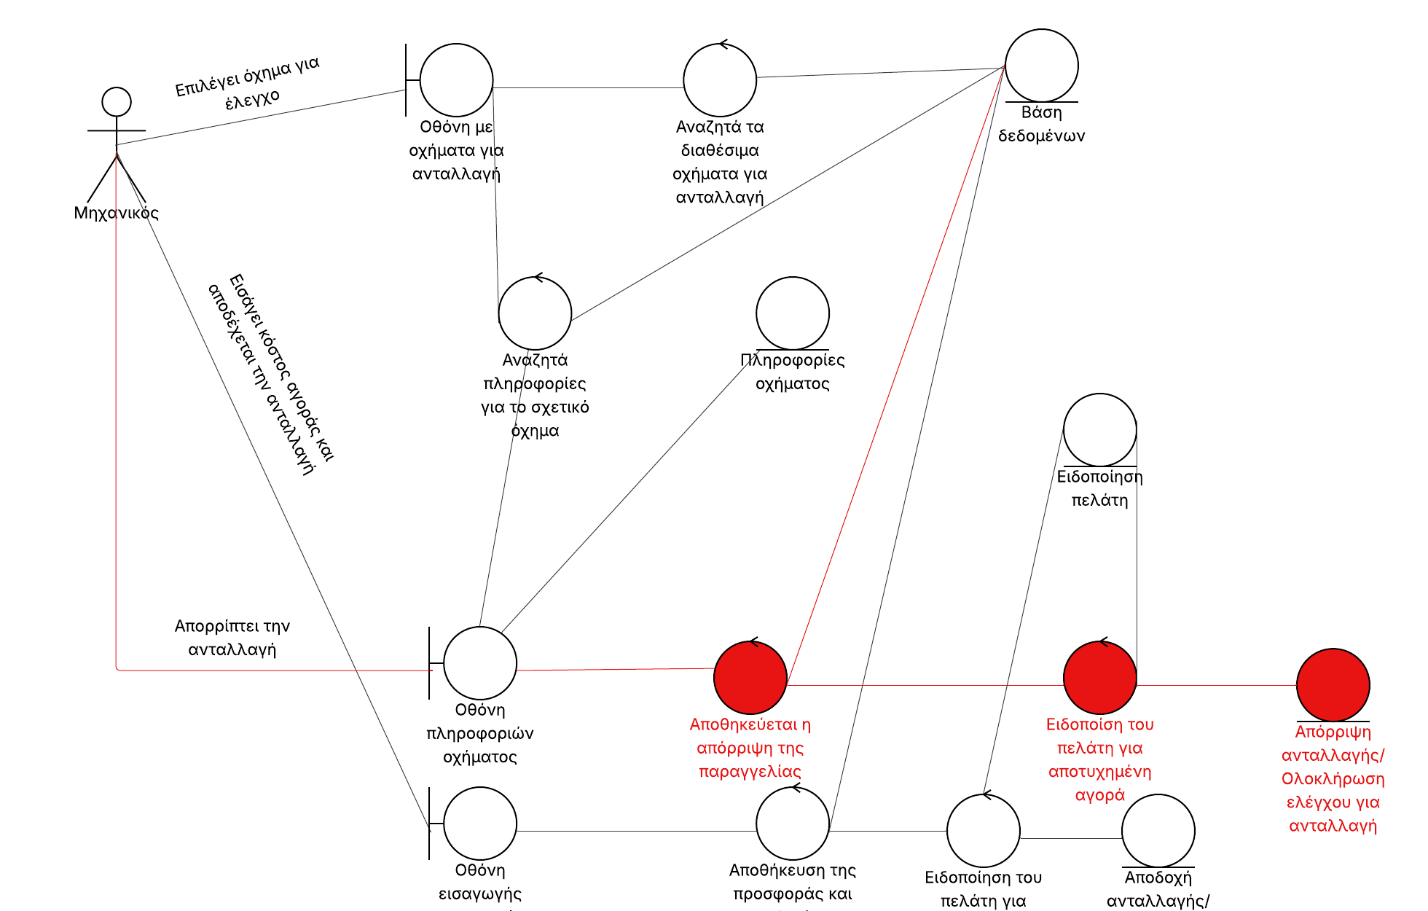 Επιλέγει όχημα για
έλεγχο
Μηχανικός
Οθόνη με
οχήματα για
ανταλλαγή
Αναζητά τα
διαθέσιμα
οχήματα για
ανταλλαγή
Βάση
δεδομένων
Εισάγει κόστος αγοράς και
αποδέχεται την ανταλλαγή
Αναζητά
πληροφορίες
για το σχετικό
όχημα
Πληροφορίες
οχήματος
Ειδοποίηση
πελάτη
Απορρίπτει την
ανταλλαγή
Οθόνη
πληροφοριών
οχήματος
Αποθηκεύεται η
απόρριψη της
παραγγελίας
Ειδοποίση του
πελάτη για
αποτυχημένη
αγορά
Απόρριψη
ανταλλαγής/
Ολοκλήρωση
ελέγχου για
ανταλλαγή
Οθόνη
εισαγωγής
Αποθήκευση της
προσφοράς και
Ειδοποίηση του
πελάτη για
Αποδοχή
ανταλλαγής/